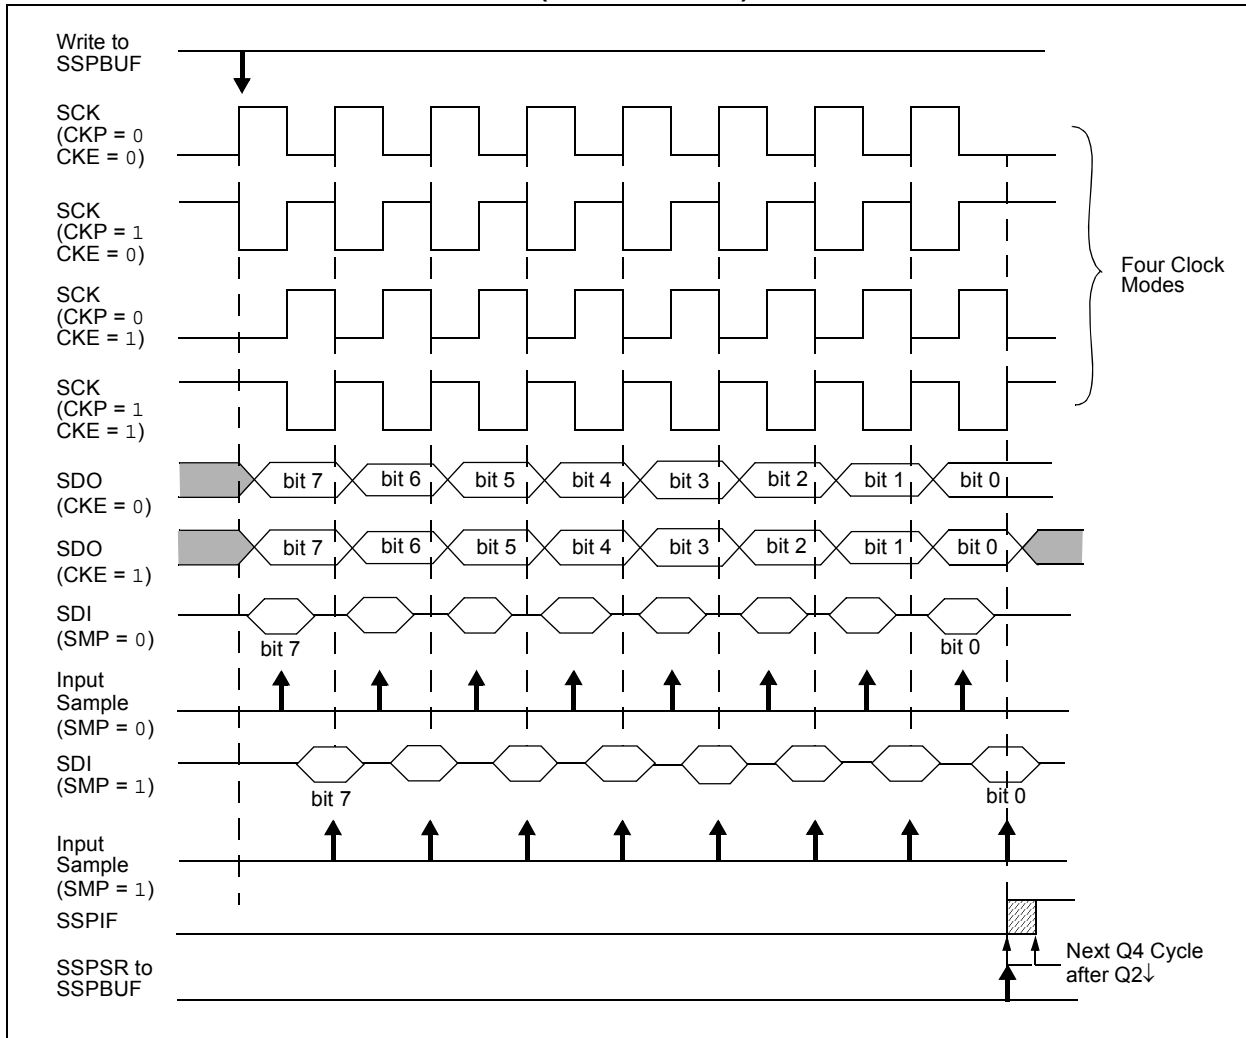 Write to
SSPBUF
SCK
(CKP = 0
CKE = 0)
SCK
(CKP = 1
CKE = 0)
SCK
(CKP = 0
CKE = 1)
SCK
(CKP = 1
CKE = 1)
Four Clock
Modes
SDO
(CKE = 0)
bit 7 bit 6 bit 5 bit 4 bit 3 bit 2 bit 1 bit 0
SDO
(CKE = 1)
bit 7 bit 6 bit 5 bit 4 bit 3 bit 2 bit 1 bit 0
SDI
(SMP = 0)
bit 7 bit 0
Input
Sample
(SMP = 0)
SDI
(SMP = 1)
bit 7 bit 0
Input
Sample
(SMP = 1)
SSPIF
Next Q4 Cycle
after Q2↓
SSPSR to
SSPBUF